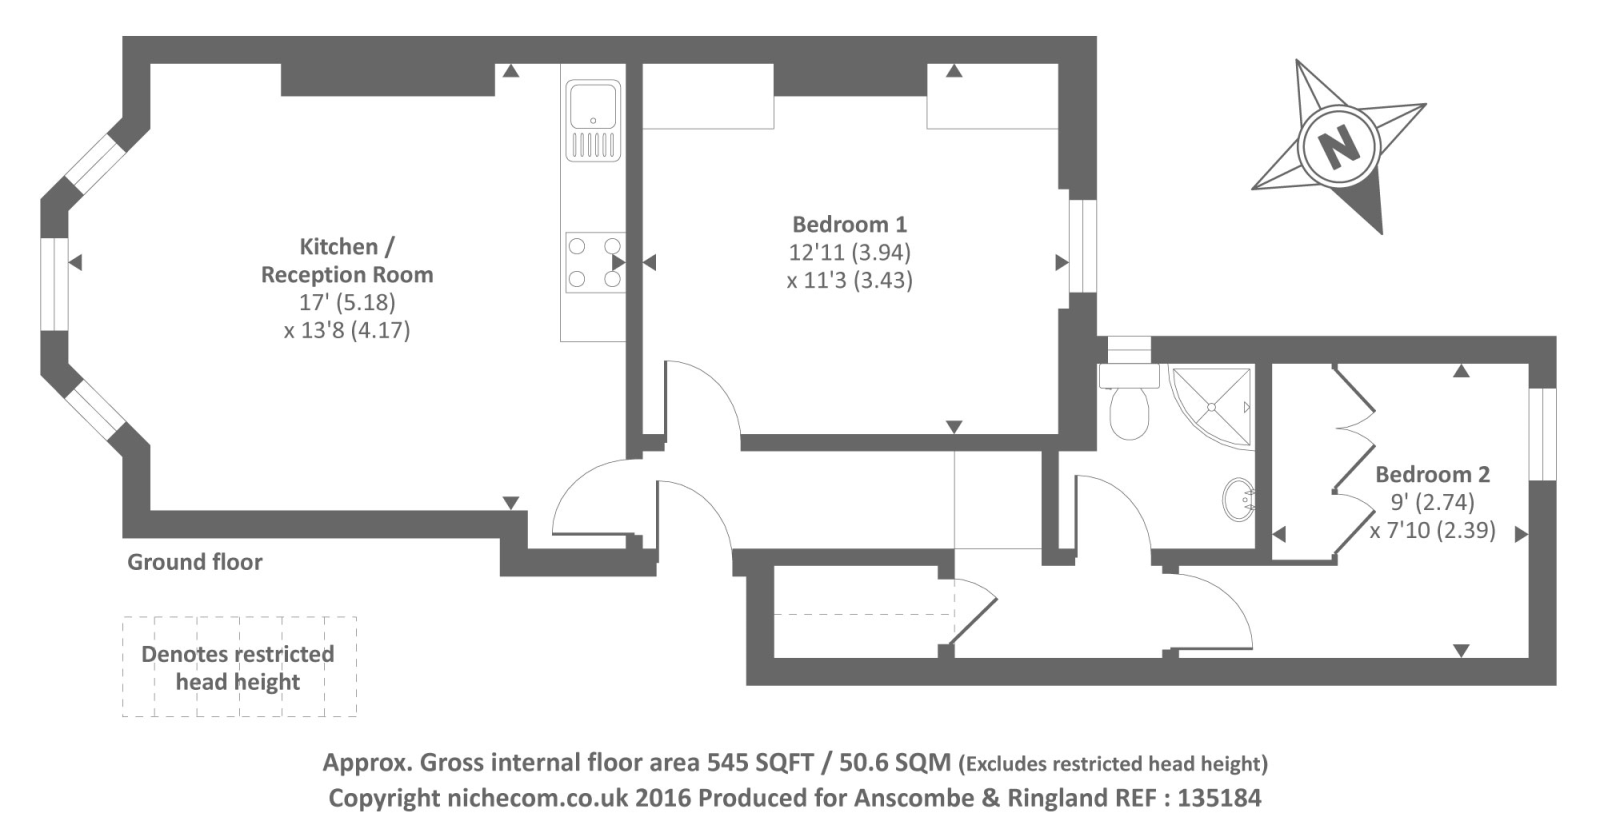 N
Kitchen /
Reception Room
17' (5.18)
x 13'8 (4.17)
Bedroom 1
12'11 (3.94)
x 11'3 (3.43)
Bedroom 2
9' (2.74)
x 7'10 (2.39)
Ground floor
Denotes restricted
head height
Approx. Gross internal floor area 545 SQFT / 50.6 SQM (Excludes restricted head height)
Copyright nichecom.co.uk 2016 Produced for Anscombe & Ringland REF : 135184